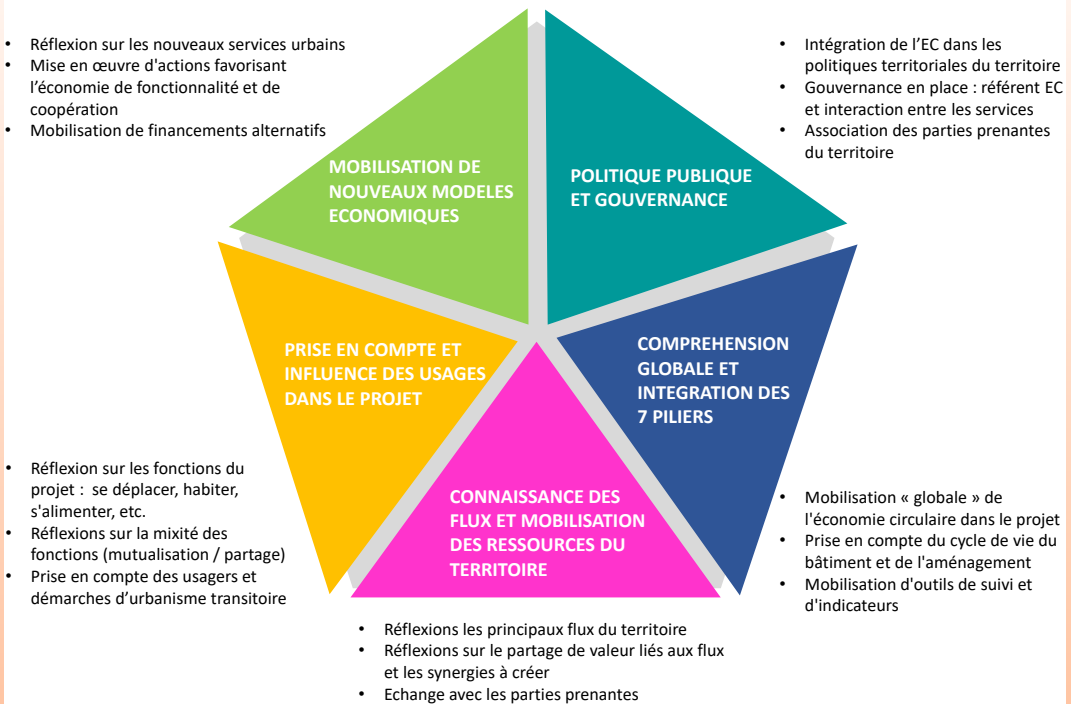 • Réflexion sur les nouveaux services urbains
• Mise en œuvre d'actions favorisant
l'économie de fonctionnalité et de
coopération
• Mobilisation de financements alternatifs
• Intégration de l'EC dans les
politiques territoriales du territoire
• Gouvernance en place : référent EC
et interaction entre les services
• Association des parties prenantes
du territoire
MOBILISATION DE
NOUVEAUX MODELES
ECONOMIQUES
POLITIQUE PUBLIQUE
ET GOUVERNANCE
PRISE EN COMPTE ET
INFLUENCE DES USAGES
DANS LE PROJET
COMPREHENSION
GLOBALE ET
INTEGRATION DES
7 PILIERS
CONNAISSANCE DES
FLUX ET MOBILISATION
DES RESSOURCES DU
TERRITOIRE
• Réflexion sur les fonctions du
projet : se déplacer, habiter,
s'alimenter, etc.
• Réflexions sur la mixité des
fonctions (mutualisation / partage)
• Prise en compte des usagers et
démarches d'urbanisme transitoire
• Mobilisation « globale » de
l'économie circulaire dans le projet
• Prise en compte du cycle de vie du
bâtiment et de l'aménagement
• Mobilisation d'outils de suivi et
d'indicateurs
• Réflexions les principaux flux du territoire
• Réflexions sur le partage de valeur liés aux flux
et les synergies à créer
• Echange avec les parties prenantes